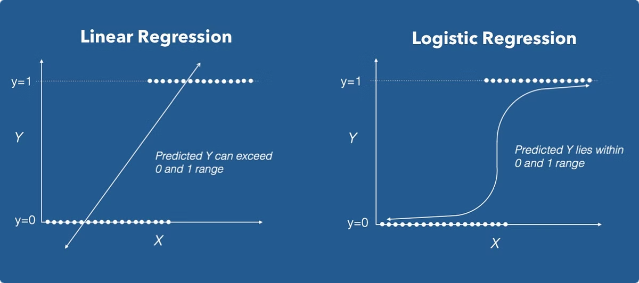 Linear Regression
y=1
Y
Predicted Y can exceed
0 and 1 range
y=0
X
Logistic Regression
y=1
Y
Predicted Y lies within
0 and 1 range
y=0
X